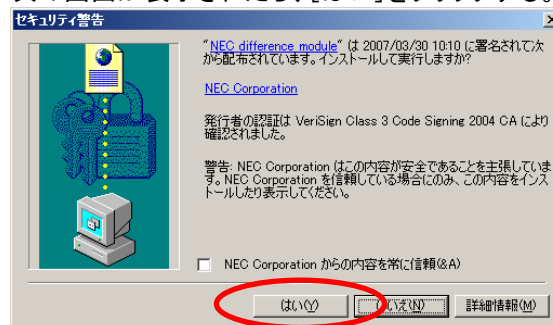 セキュリティ警告
"NEC difference module" (は 2007/03/30 10:10 に署名されて次
から配布されています。インストールして実行しますか?
NEC Corporation
発行者の認証は VeriSign Class 3 Code Signing 2004 CA により
確認されました。
警告: NEC Corporation はこの内容が安全であることを主張していま
す。NEC Corporation を信頼している場合にのみ、この内容をインス
トールしたり表示してください。
NEC Corporation からの内容を常に信頼(&A)
はい(Y)
いいえ(N)
詳細情報(M)